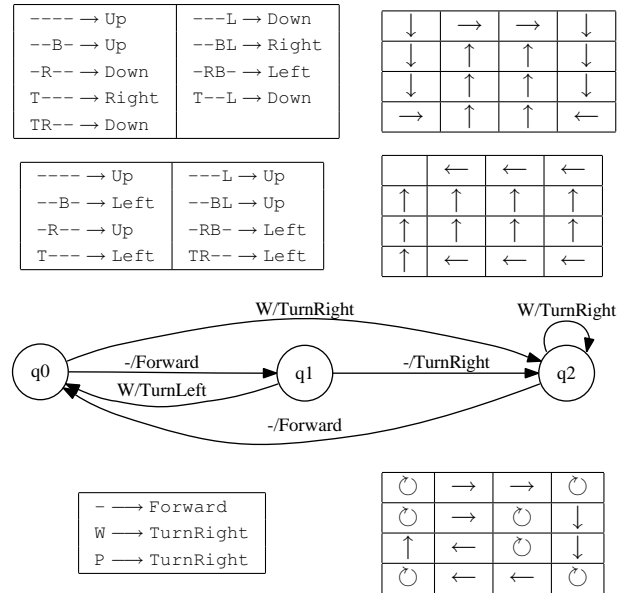 ---- → Up ---L → Down
--B- → Up --BL → Right
-R-- → Down -RB- → Left
T--- → Right T--L → Down
TR-- → Down
↓ → → ↓
↓ ↑ ↑ ↓
↓ ↑ ↑ ↓
→ ↑ ↑ ←
---- → Up ---L → Up
--B- → Left --BL → Up
-R-- → Up -RB- → Left
T--- → Left TR-- → Left
← ← ←
↑ ↑ ↑ ↑
↑ ↑ ↑ ↑
↑ ← ← ←
W/TurnRight
W/TurnRight
-/Forward
-/TurnRight
q0
q1
q2
W/TurnLeft
-/Forward
- ⟶ Forward
W ⟶ TurnRight
P ⟶ TurnRight
↻ → → ↻
↻ → ↻ ↓
↑ ← ↻ ↓
↻ ← ← ↻